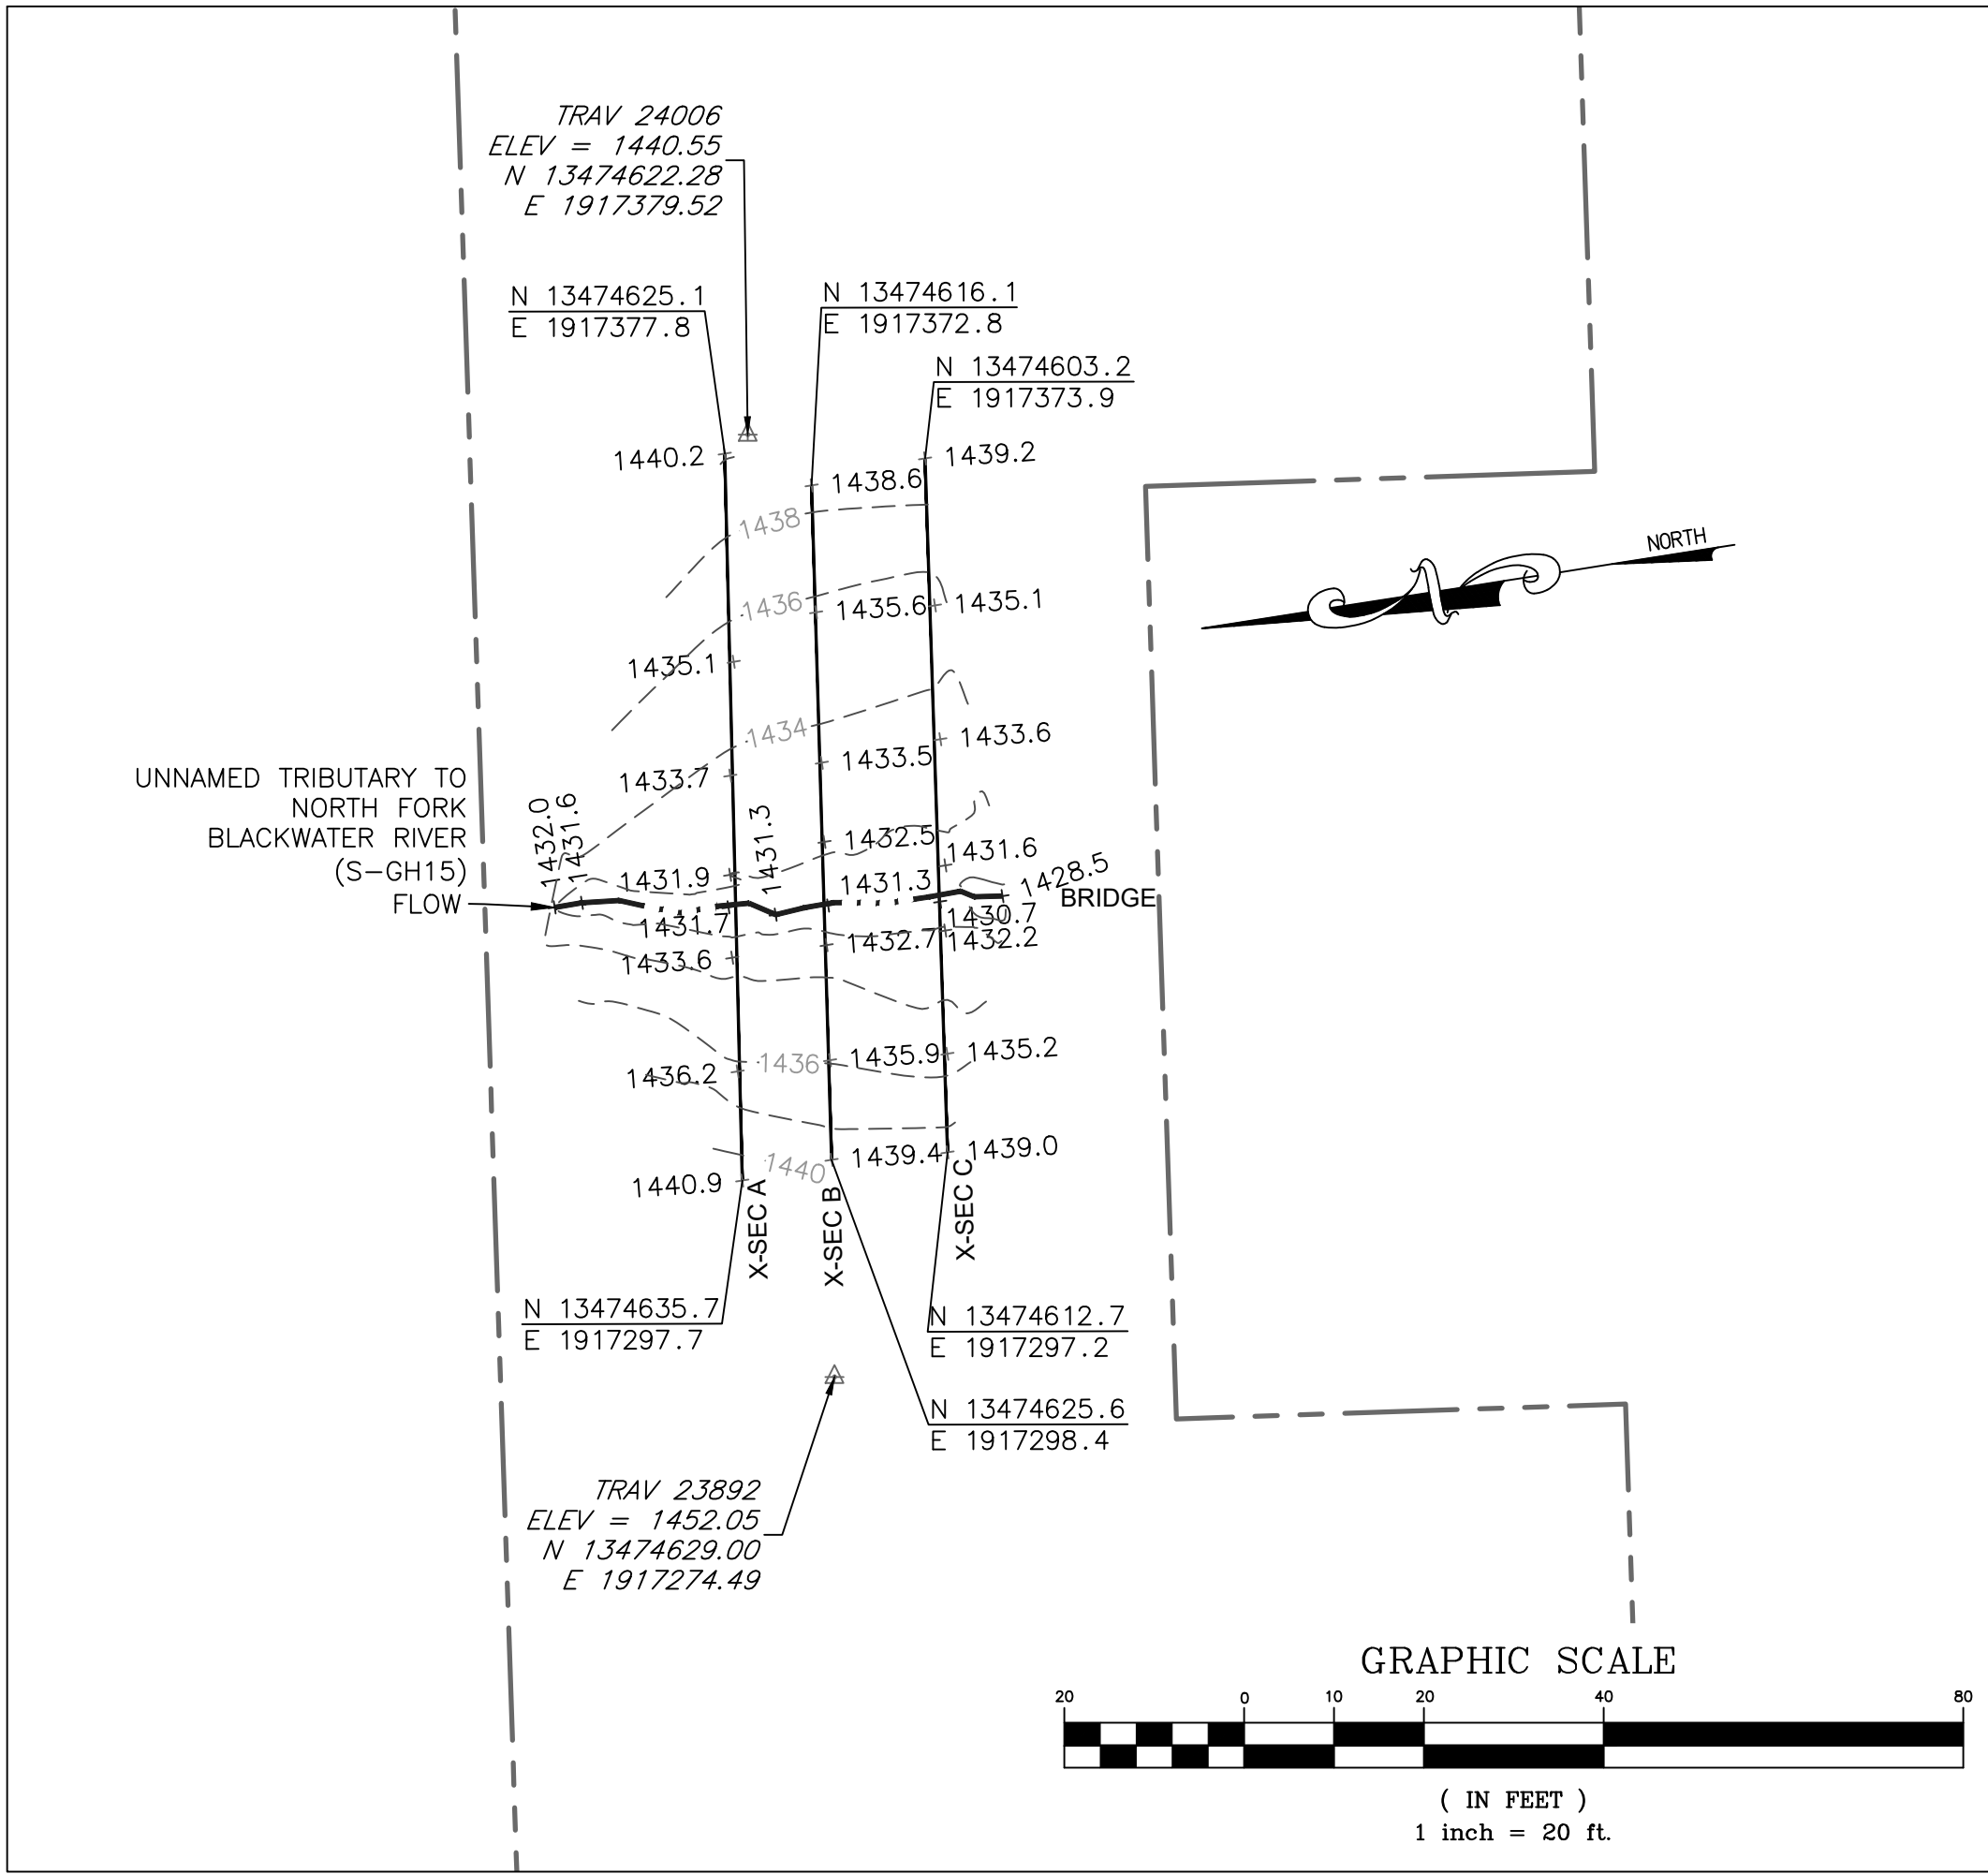 TRAV 24006
ELEV = 1440.55
N 13474622.28
E 1917379.52
N 13474625.1
E 1917377.8
N 13474616.1
E 1917372.8
N 13474603.2
E 1917373.9
1440.2
1438.6
1439.2
1438
1436
1435.6
1435.1
1435.1
NORTH
1434
1433.7
1433.5
1433.6
UNNAMED TRIBUTARY TO
NORTH FORK
BLACKWATER RIVER
(S-GH15)
FLOW
1432.0
1431.6
1431.3
1432.5
1431.6
1431.9
1431.3
1428.5
BRIDGE
1431.7
1430.7
1433.6
1432.7
1432.2
1436.2
1436
1435.9
1435.2
1440.9
1440
1439.4
1439.0
X-SEC A
X-SEC B
X-SEC C
N 13474635.7
E 1917297.7
N 13474612.7
E 1917297.2
N 13474625.6
E 1917298.4
TRAV 23892
ELEV = 1452.05
N 13474629.00
E 1917274.49
GRAPHIC SCALE
20 0 10 20 40 80
( IN FEET )
1 inch = 20 ft.